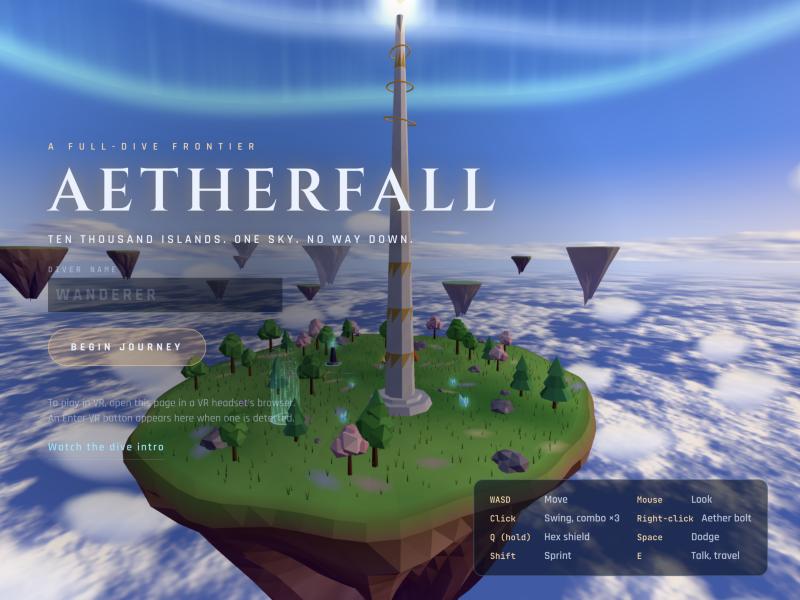 A FULL-DIVE FRONTIER
AETHERFALL
TEN THOUSAND ISLANDS. ONE SKY. NO WAY DOWN.
DIVER NAME
WANDERER
BEGIN JOURNEY
To play in VR, open this page in a VR headset's browser.
An Enter VR button appears here when one is detected.
Watch the dive intro
WASD Move Mouse Look
Click Swing, combo ×3 Right-click Aether bolt
Q (hold) Hex shield Space Dodge
Shift Sprint E Talk, travel